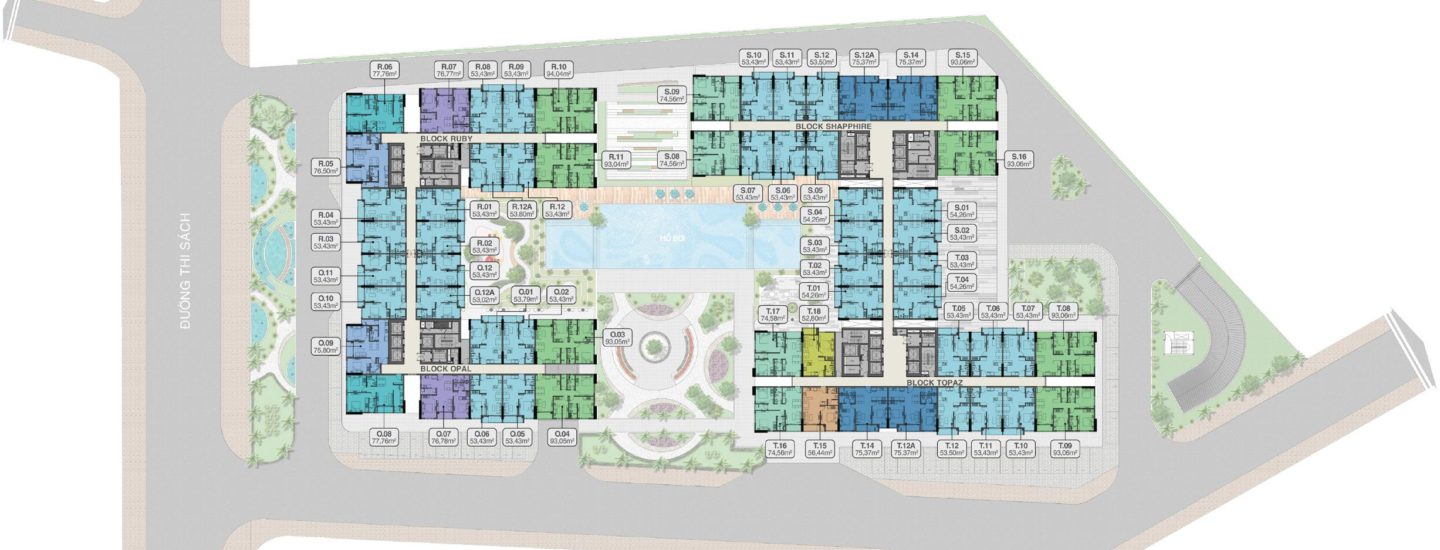 R.06
77,76m²
R.07
76,77m²
R.08
53,43m²
R.09
53,43m²
R.10
94,04m²
S.10
53,43m²
S.11
53,43m²
S.12
53,50m²
S.12A
75,37m²
S.14
75,37m²
S.15
93,06m²
S.09
74,56m²
BLOCK RUBY
BLOCK SHAPPHIRE
R.05
76,50m²
R.11
93,04m²
S.08
74,56m²
S.16
93,06m²
S.07
53,43m²
S.06
53,43m²
S.05
53,43m²
R.04
53,43m²
R.01
53,43m²
R.12A
53,80m²
R.12
53,43m²
S.04
54,26m²
S.01
54,26m²
R.03
53,43m²
R.02
53,43m²
HỒ BƠI
S.03
54,43m²
S.02
53,43m²
O.11
53,43m²
O.12
53,43m²
T.02
53,43m²
T.03
53,43m²
O.10
53,43m²
O.12A
53,02m²
O.01
53,79m²
O.02
53,43m²
T.01
54,26m²
T.04
54,26m²
ĐƯỜNG THI SÁCH
T.17
74,58m²
T.18
52,80m²
T.05
53,43m²
T.06
53,43m²
T.07
53,43m²
T.08
93,06m²
O.09
75,80m²
O.03
93,05m²
BLOCK OPAL
BLOCK TOPAZ
O.08
77,76m²
O.07
76,78m²
O.06
53,43m²
O.05
53,43m²
O.04
93,05m²
T.16
74,56m²
T.15
56,44m²
T.14
75,37m²
T.12A
75,37m²
T.12
53,50m²
T.11
53,43m²
T.10
53,43m²
T.09
93,06m²